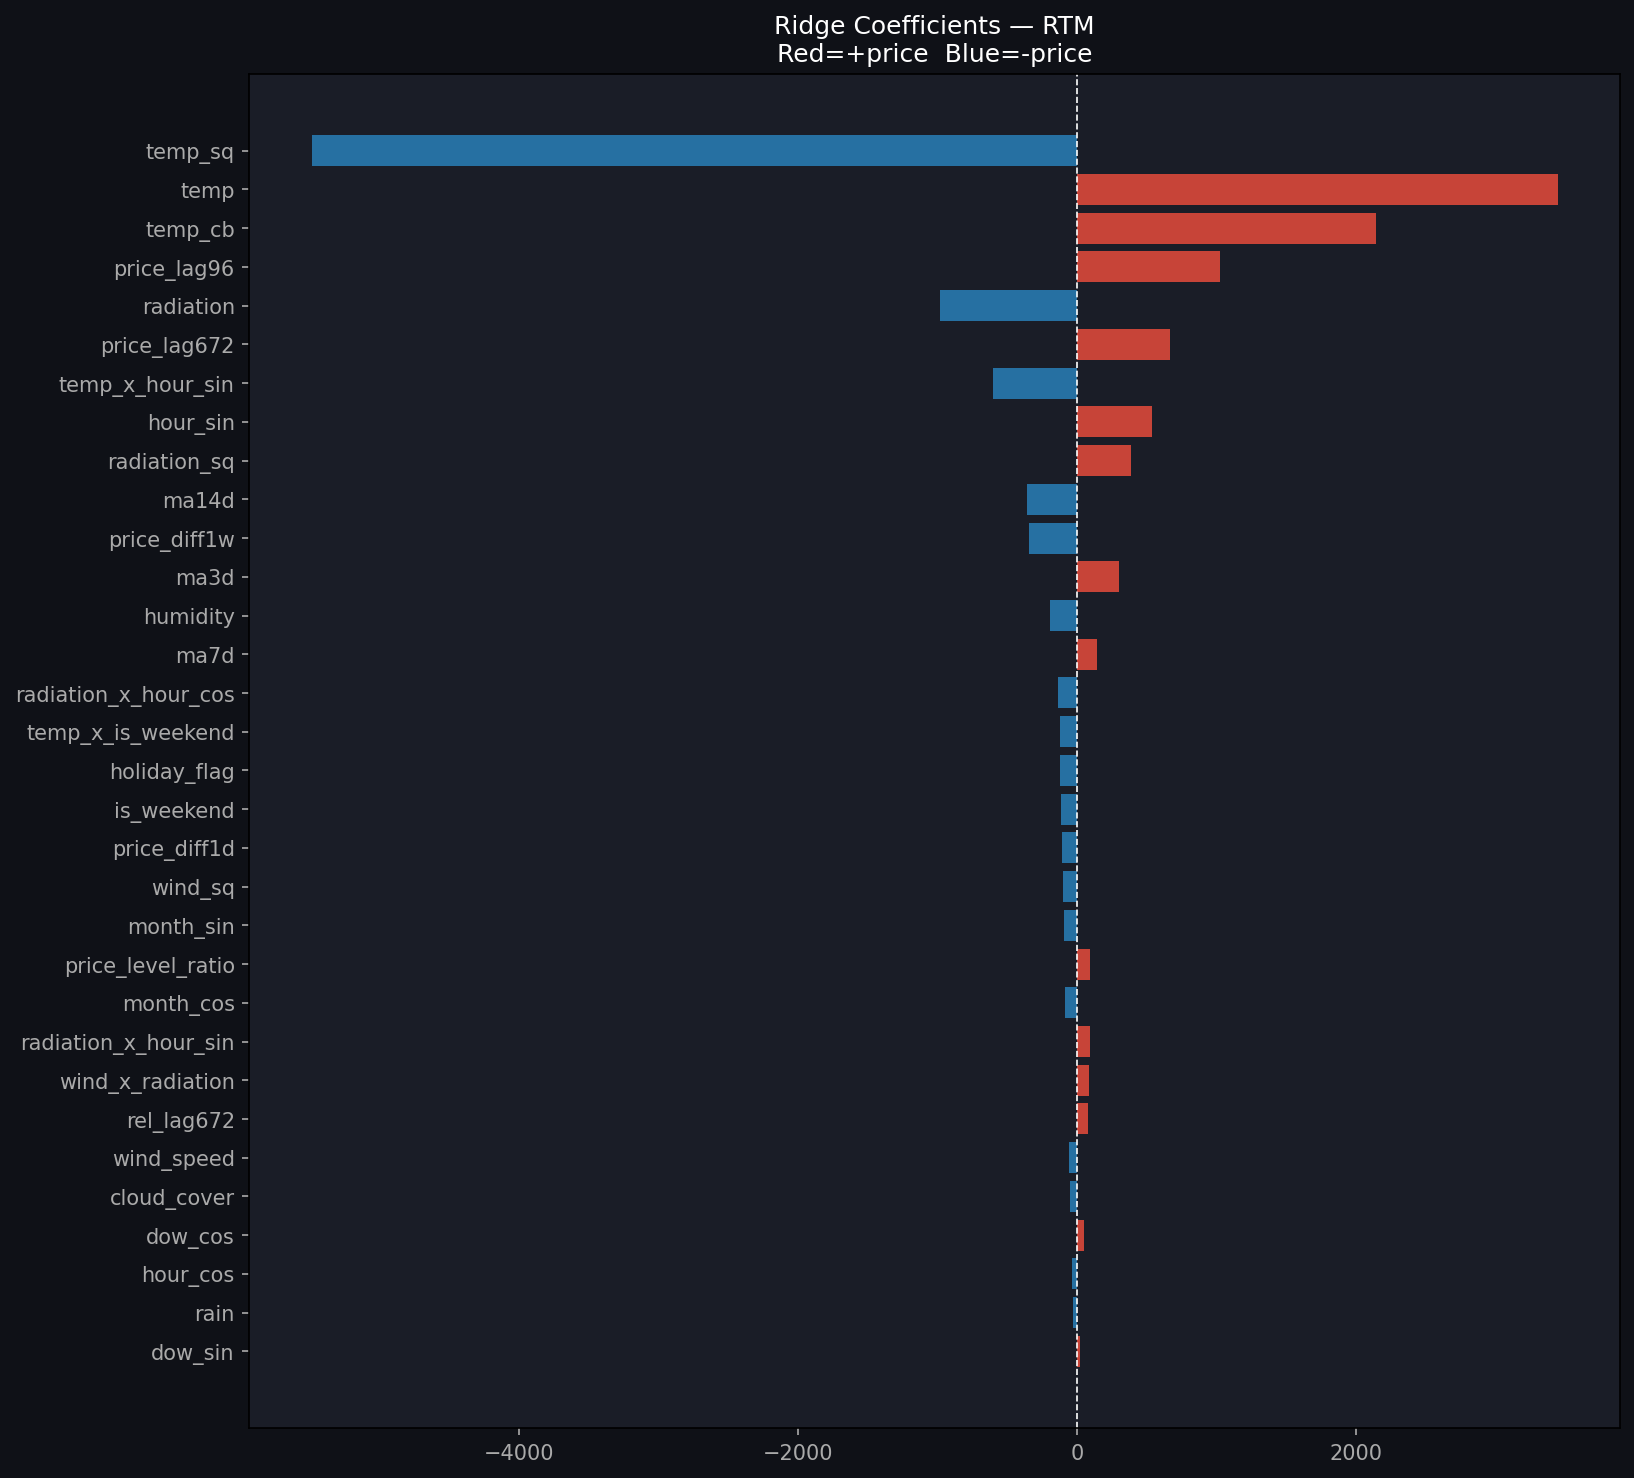 Ridge Coefficients — RTM
Red=+price  Blue=-price
temp_sq
temp
temp_cb
price_lag96
radiation
price_lag672
temp_x_hour_sin
hour_sin
radiation_sq
ma14d
price_diff1w
ma3d
humidity
ma7d
radiation_x_hour_cos
temp_x_is_weekend
holiday_flag
is_weekend
price_diff1d
wind_sq
month_sin
price_level_ratio
month_cos
radiation_x_hour_sin
wind_x_radiation
rel_lag672
wind_speed
cloud_cover
dow_cos
hour_cos
rain
dow_sin
−4000 −2000 0 2000